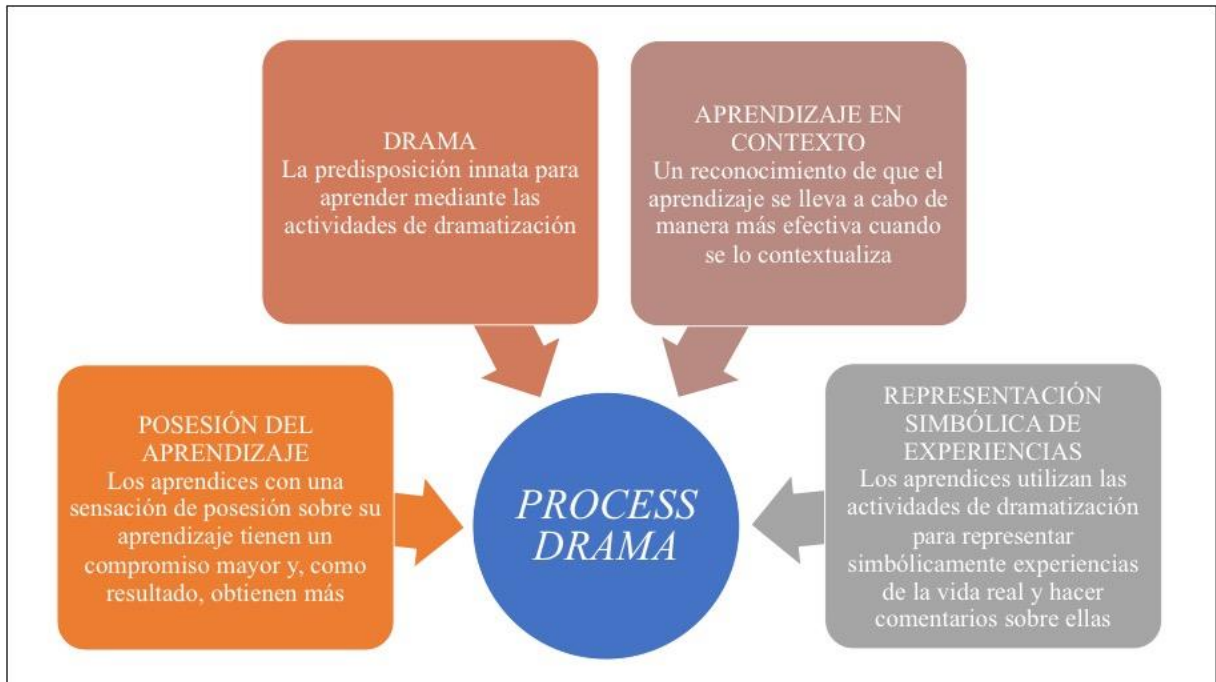 DRAMA
La predisposición innata para
aprender mediante las
actividades de dramatización
APRENDIZAJE EN
CONTEXTO
Un reconocimiento de que el
aprendizaje se lleva a cabo de
manera más efectiva cuando
se lo contextualiza
POSESIÓN DEL
APRENDIZAJE
Los aprendices con una
sensación de posesión sobre su
aprendizaje tienen un
compromiso mayor y, como
resultado, obtienen más
PROCESS
DRAMA
REPRESENTACIÓN
SIMBÓLICA DE
EXPERIENCIAS
Los aprendices utilizan las
actividades de dramatización
para representar
simbólicamente experiencias
de la vida real y hacer
comentarios sobre ellas